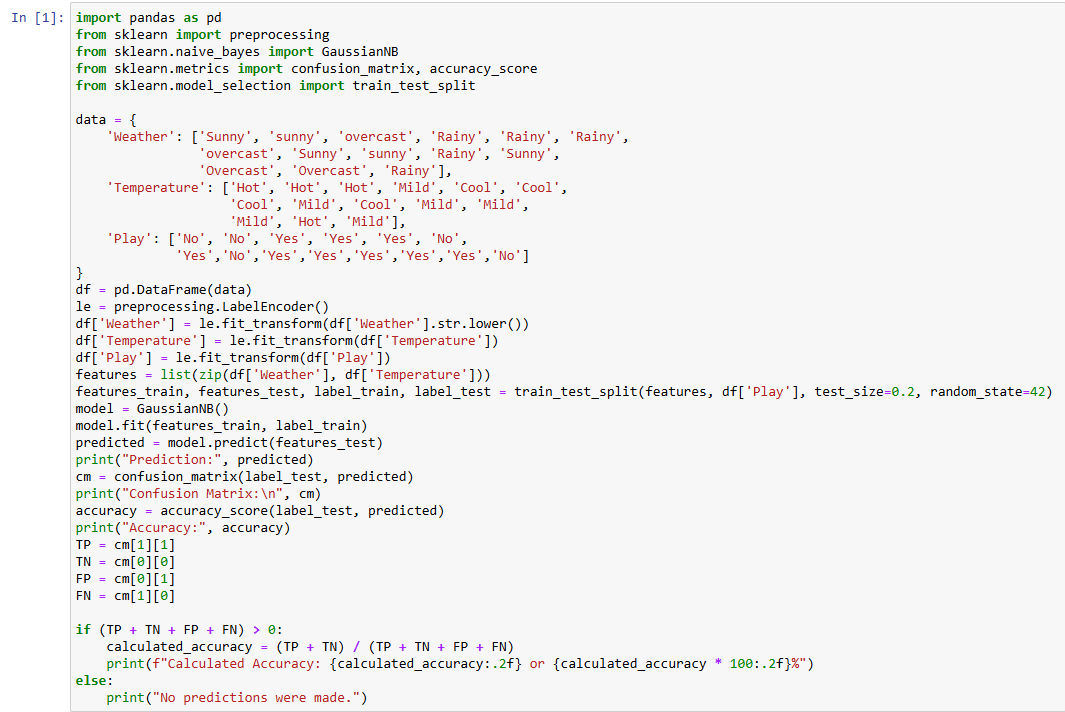 In [1]: import pandas as pd
from sklearn import preprocessing
from sklearn.naive_bayes import GaussianNB
from sklearn.metrics import confusion_matrix, accuracy_score
from sklearn.model_selection import train_test_split

data = {
    'Weather': ['Sunny', 'sunny', 'overcast', 'Rainy', 'Rainy', 'Rainy',
                'overcast', 'Sunny', 'sunny', 'Rainy', 'Sunny',
                'Overcast', 'Overcast', 'Rainy'],
    'Temperature': ['Hot', 'Hot', 'Hot', 'Mild', 'Cool', 'Cool',
                    'Cool', 'Mild', 'Cool', 'Mild', 'Mild',
                    'Mild', 'Hot', 'Mild'],
    'Play': ['No', 'No', 'Yes', 'Yes', 'Yes', 'No',
             'Yes','No','Yes','Yes','Yes','Yes','Yes','No']
}
df = pd.DataFrame(data)
le = preprocessing.LabelEncoder()
df['Weather'] = le.fit_transform(df['Weather'].str.lower())
df['Temperature'] = le.fit_transform(df['Temperature'])
df['Play'] = le.fit_transform(df['Play'])
features = list(zip(df['Weather'], df['Temperature']))
features_train, features_test, label_train, label_test = train_test_split(features, df['Play'], test_size=0.2, random_state=42)
model = GaussianNB()
model.fit(features_train, label_train)
predicted = model.predict(features_test)
print("Prediction:", predicted)
cm = confusion_matrix(label_test, predicted)
print("Confusion Matrix:\n", cm)
accuracy = accuracy_score(label_test, predicted)
print("Accuracy:", accuracy)
TP = cm[1][1]
TN = cm[0][0]
FP = cm[0][1]
FN = cm[1][0]

if (TP + TN + FP + FN) > 0:
    calculated_accuracy = (TP + TN) / (TP + TN + FP + FN)
    print(f"Calculated Accuracy: {calculated_accuracy:.2f} or {calculated_accuracy * 100:.2f}%")
else:
    print("No predictions were made.")